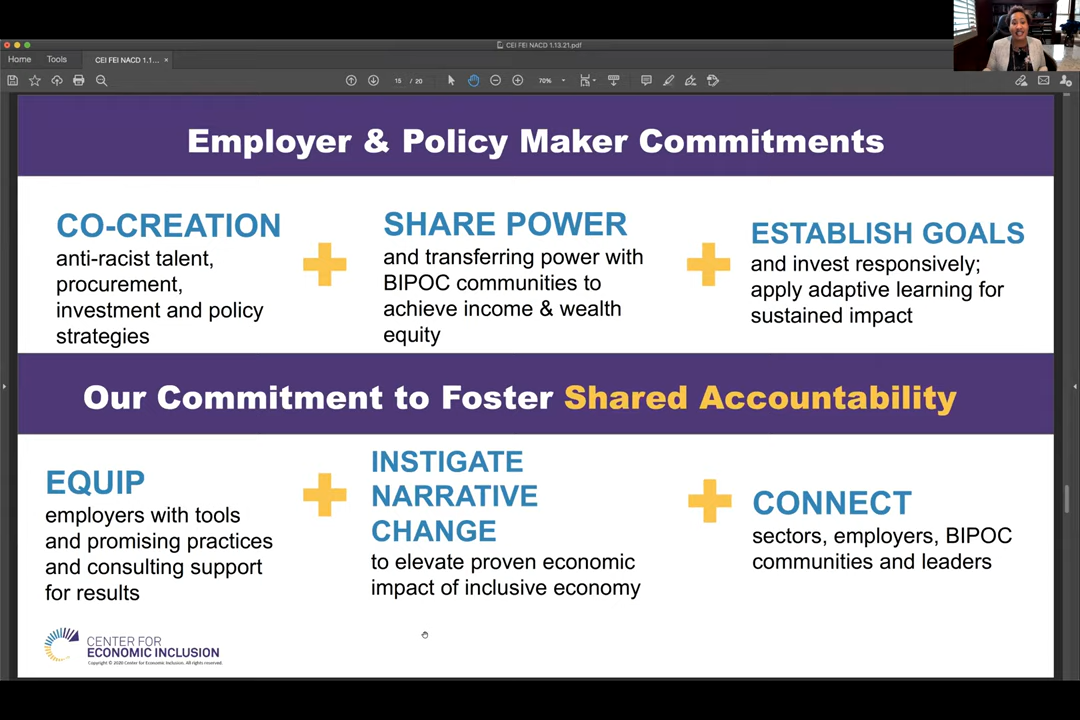 CEI FEI NACD 1.13.21.pdf
Home Tools CEI FEI NACD 1.1... ×
15 / 20 70%
Employer & Policy Maker Commitments
CO-CREATION
anti-racist talent,
procurement,
investment and policy
strategies
SHARE POWER
and transferring power with
BIPOC communities to
achieve income & wealth
equity
ESTABLISH GOALS
and invest responsively;
apply adaptive learning for
sustained impact
Our Commitment to Foster Shared Accountability
EQUIP
employers with tools
and promising practices
and consulting support
for results
INSTIGATE
NARRATIVE
CHANGE
to elevate proven economic
impact of inclusive economy
CONNECT
sectors, employers, BIPOC
communities and leaders
CENTER FOR
ECONOMIC INCLUSION
Copyright © 2020 Center for Economic Inclusion. All rights reserved.